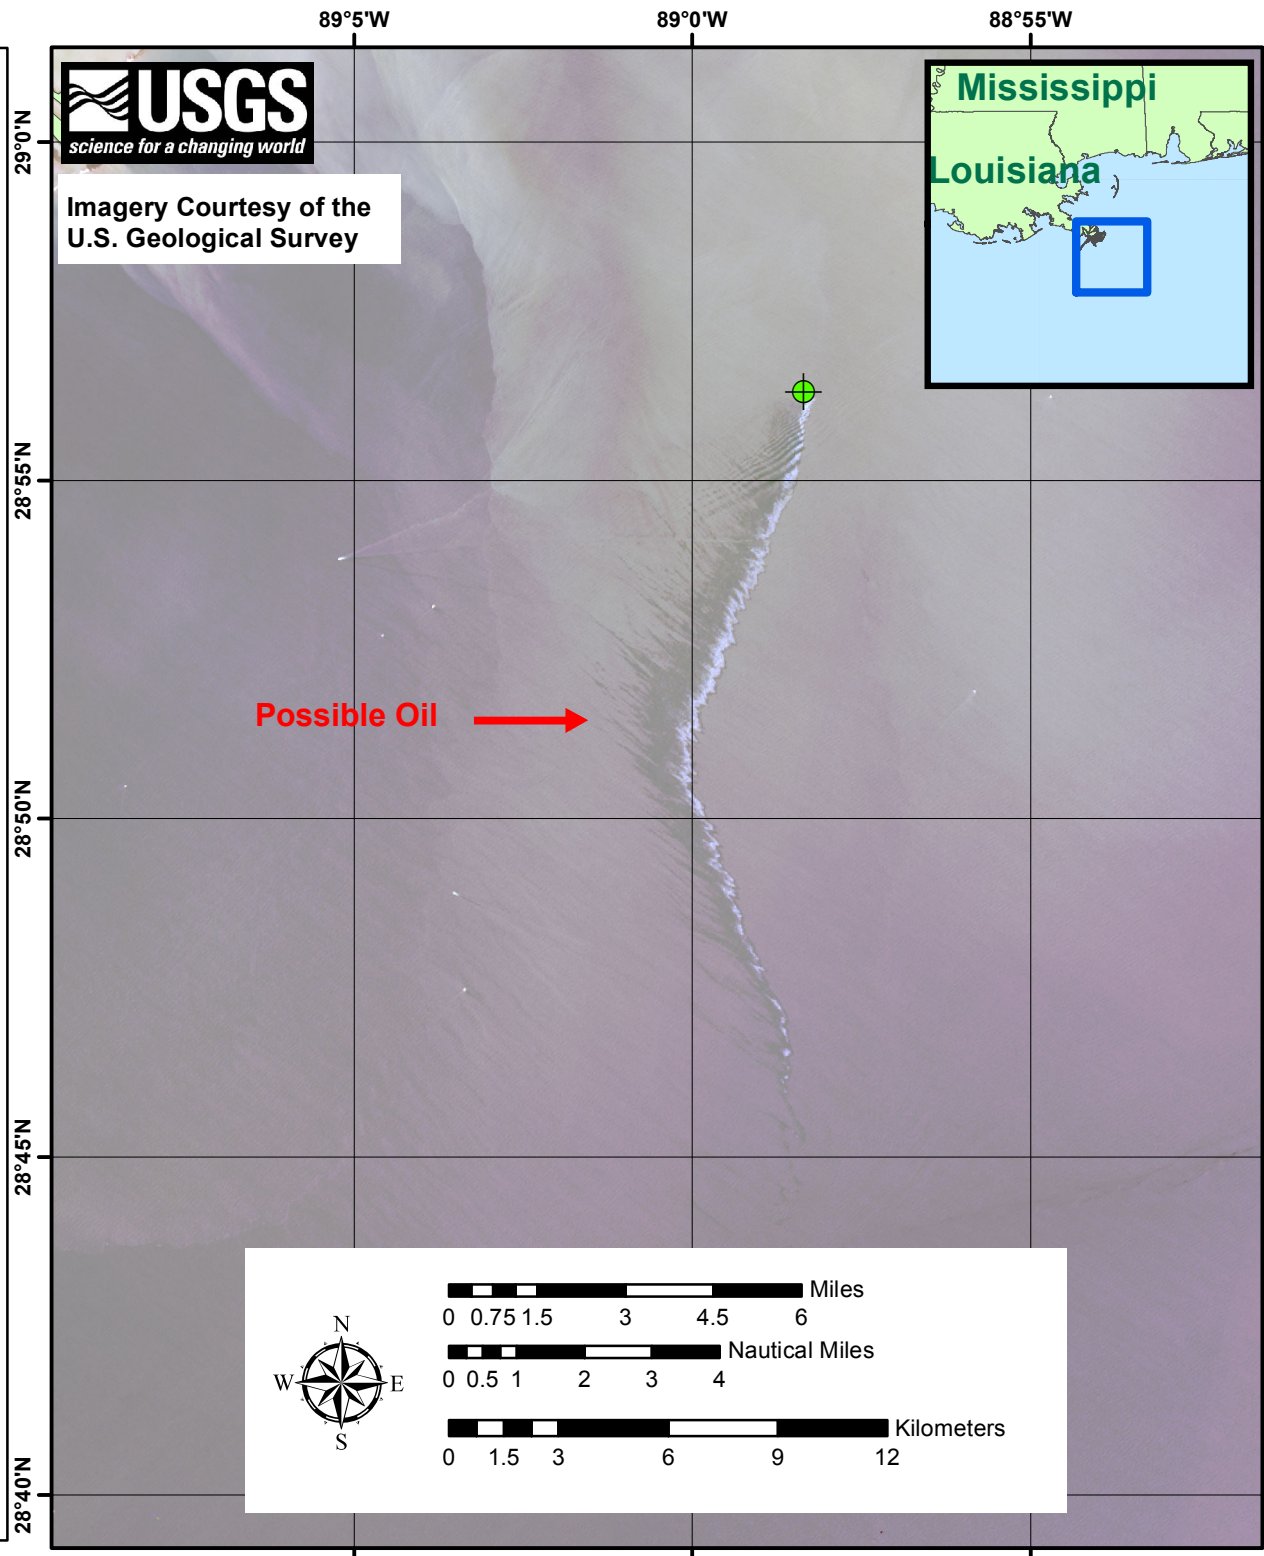 89°5'W
89°0'W
88°55'W
29°0'N
28°55'N
28°50'N
28°45'N
28°40'N
USGS
science for a changing world
Imagery Courtesy of the
U.S. Geological Survey
Mississippi
Louisiana
Possible Oil
Miles
0 0.75 1.5 3 4.5 6
Nautical Miles
0 0.5 1 2 3 4
Kilometers
0 1.5 3 6 9 12
N
W E
S